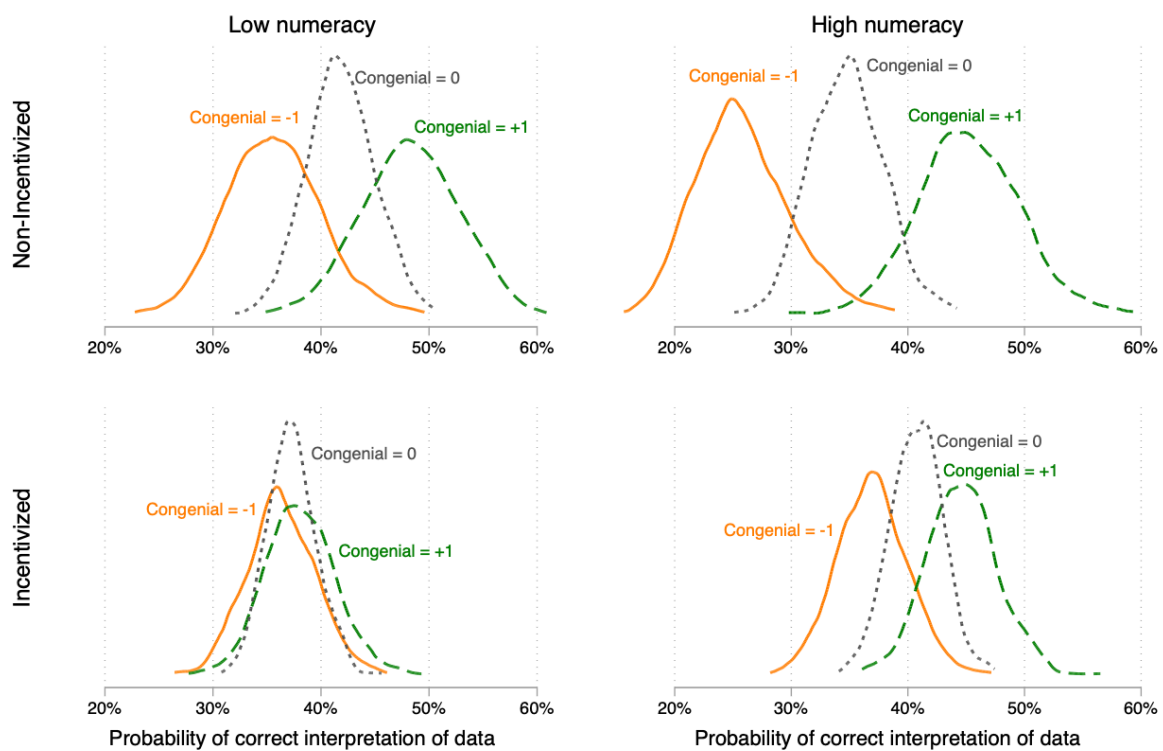 Low numeracy
High numeracy
Non-Incentivized
Congenial = -1
Congenial = 0
Congenial = +1
Congenial = -1
Congenial = 0
Congenial = +1
20% 30% 40% 50% 60%
20% 30% 40% 50% 60%
Incentivized
Congenial = -1
Congenial = 0
Congenial = +1
Congenial = -1
Congenial = 0
Congenial = +1
20% 30% 40% 50% 60%
20% 30% 40% 50% 60%
Probability of correct interpretation of data
Probability of correct interpretation of data